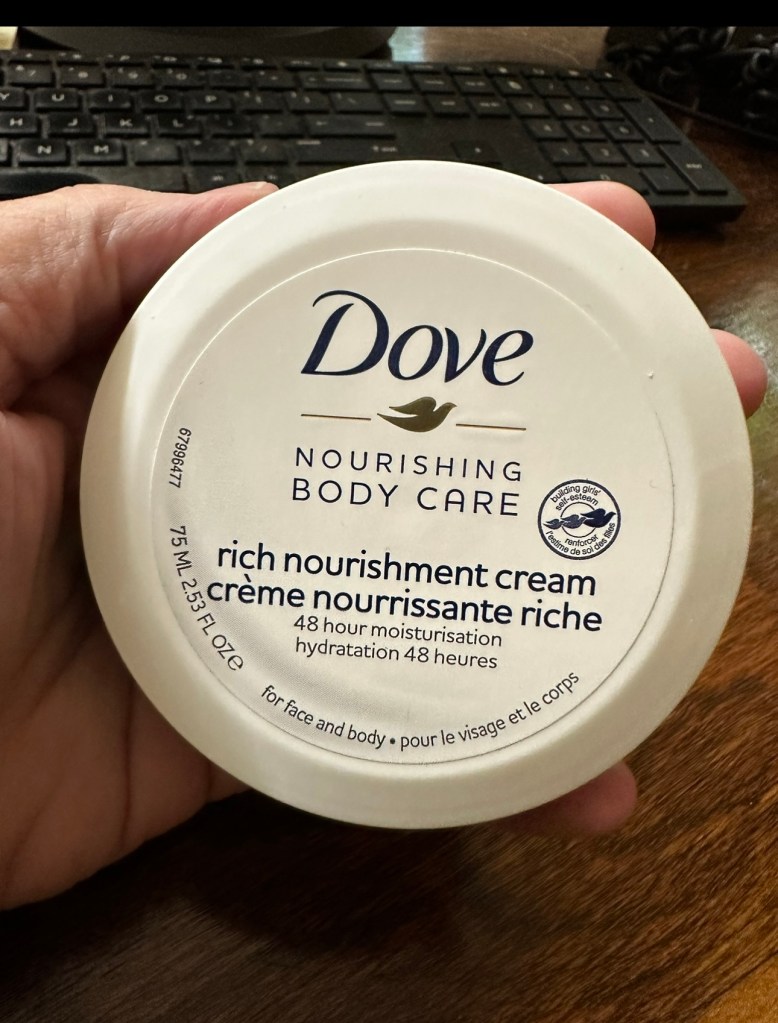 Dove
NOURISHING
BODY CARE
building girls'
self-esteem
renforcer
l'estime de soi des filles
rich nourishment cream
crème nourrissante riche
48 hour moisturisation
hydratation 48 heures
for face and body • pour le visage et le corps
67996477
75 ML 2.53 FL OZ e
Y U I O P
H J K L
N M